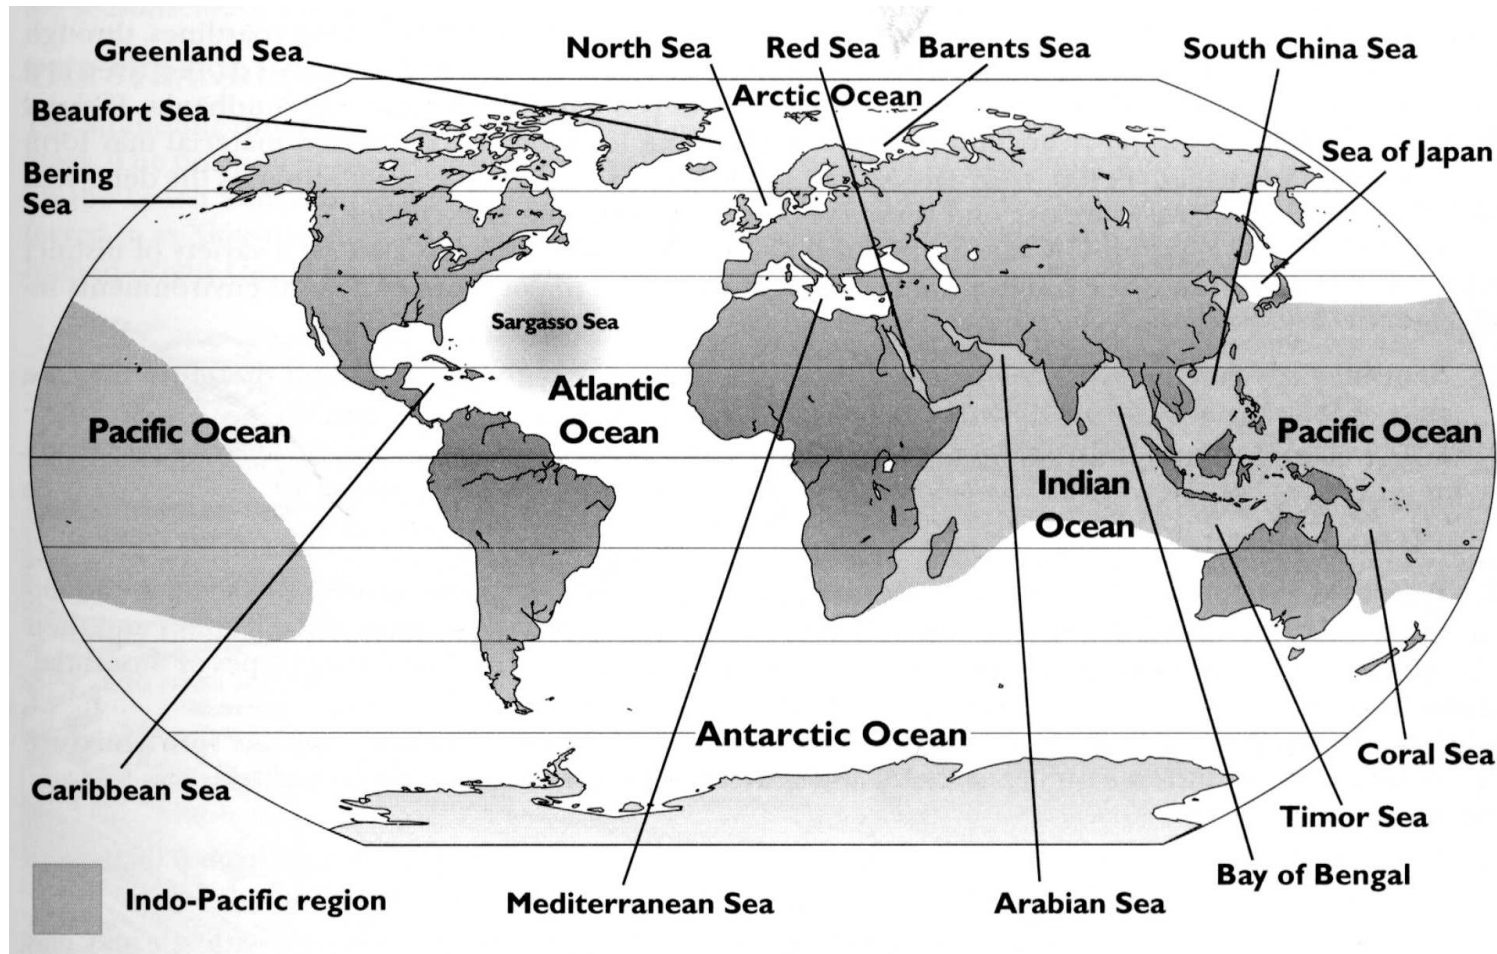 Greenland Sea
North Sea
Red Sea
Barents Sea
South China Sea
Arctic Ocean
Beaufort Sea
Sea of Japan
Bering
Sea
Sargasso Sea
Atlantic
Ocean
Pacific Ocean
Pacific Ocean
Indian
Ocean
Antarctic Ocean
Coral Sea
Caribbean Sea
Timor Sea
Bay of Bengal
Indo-Pacific region
Mediterranean Sea
Arabian Sea